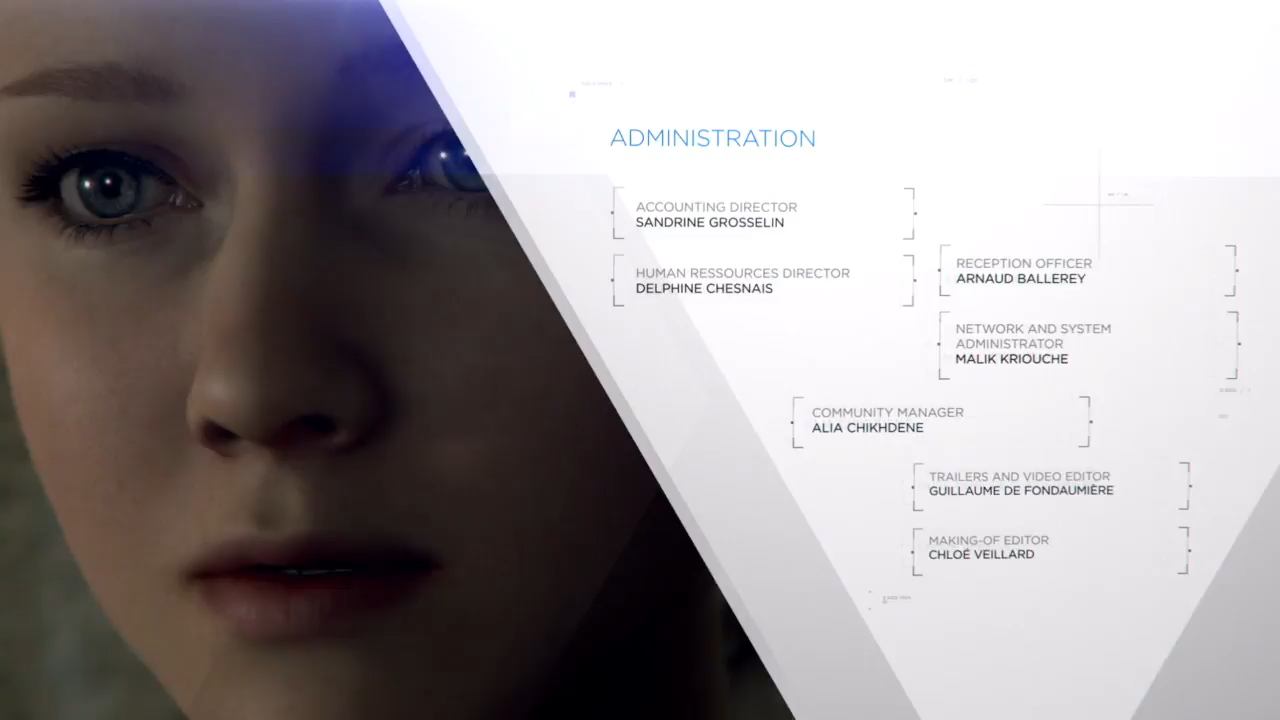 ADMINISTRATION
ACCOUNTING DIRECTOR
SANDRINE GROSSELIN
HUMAN RESSOURCES DIRECTOR
DELPHINE CHESNAIS
RECEPTION OFFICER
ARNAUD BALLEREY
NETWORK AND SYSTEM
ADMINISTRATOR
MALIK KRIOUCHE
COMMUNITY MANAGER
ALIA CHIKHDENE
TRAILERS AND VIDEO EDITOR
GUILLAUME DE FONDAUMIÈRE
MAKING-OF EDITOR
CHLOÉ VEILLARD